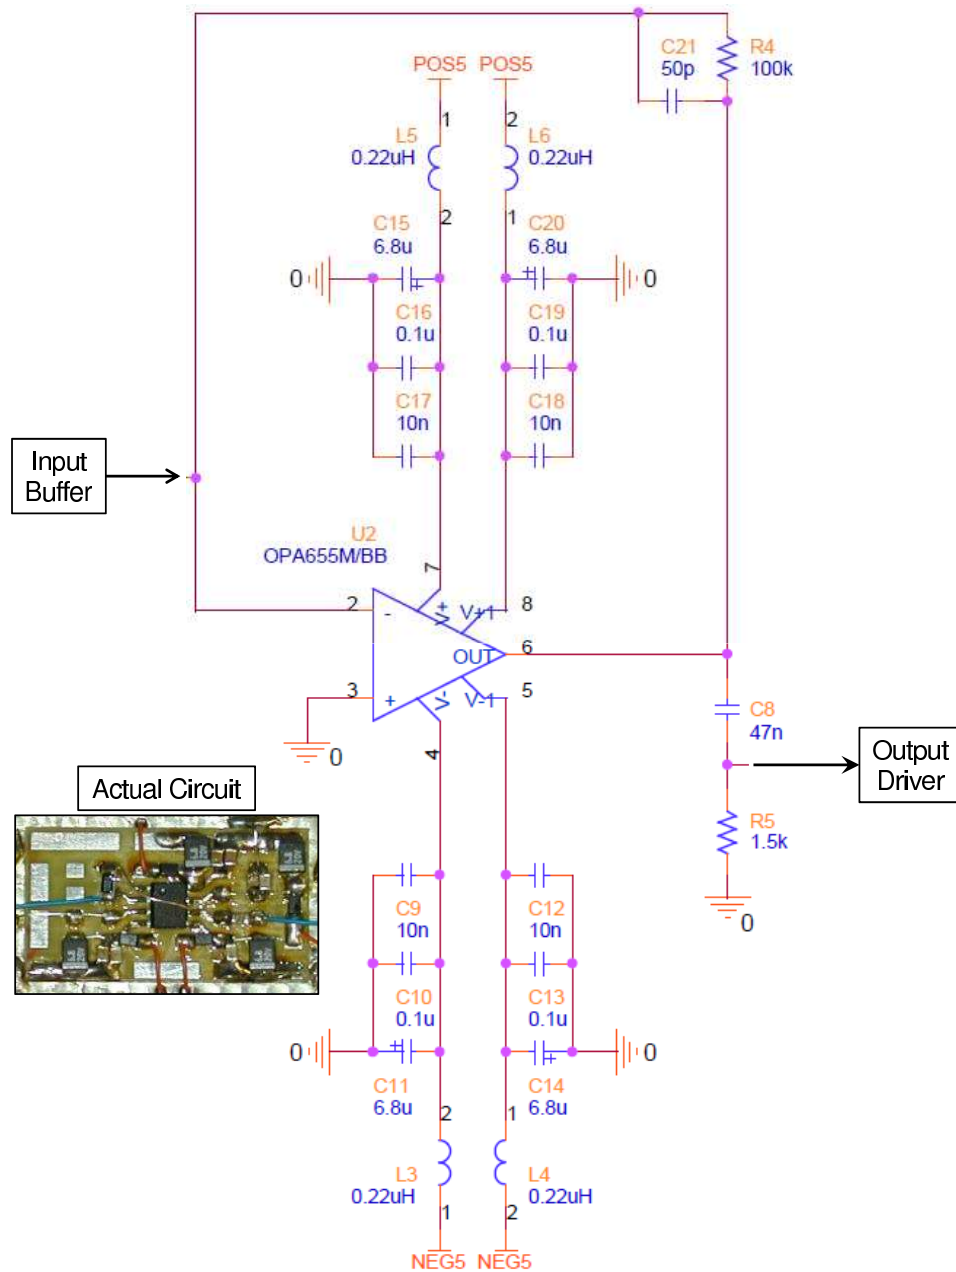 C21
50p
R4
100k
POS5 POS5
1
2
L5
0.22uH
L6
0.22uH
2
1
C15
6.8u
C20
6.8u
0
0
C16
0.1u
C19
0.1u
C17
10n
C18
10n
Input
Buffer
U2
OPA655M/BB
7
2
-
V+
V+1
8
OUT
6
3
+
V-
V-1
5
4
0
C8
47n
Output
Driver
R5
1.5k
0
Actual Circuit
C9
10n
C12
10n
C10
0.1u
C13
0.1u
0
0
C11
6.8u
C14
6.8u
2
1
L3
0.22uH
L4
0.22uH
1
2
NEG5 NEG5